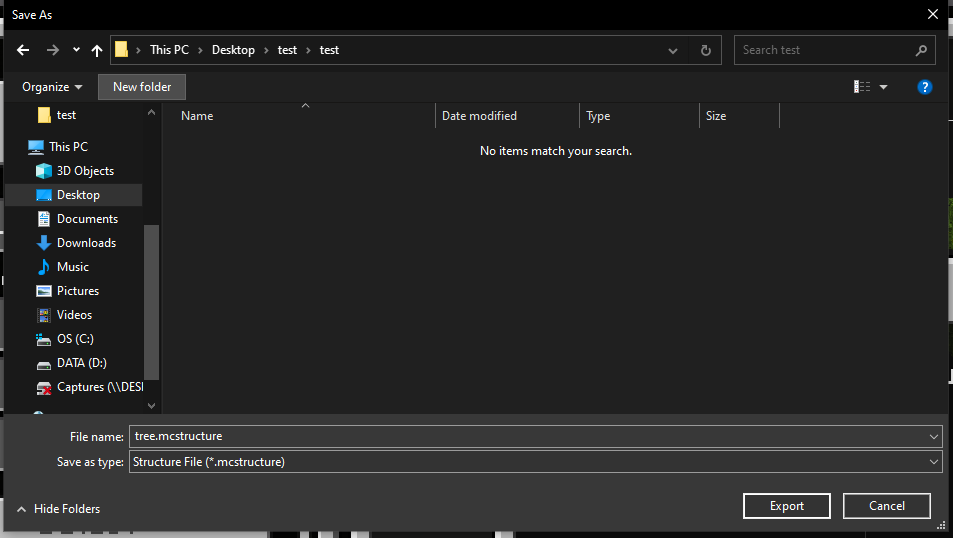 Save As
This PC > Desktop > test > test
Search test
Organize
New folder
?
Name
Date modified
Type
Size
No items match your search.
test
This PC
3D Objects
Desktop
Documents
Downloads
Music
Pictures
Videos
OS (C:)
DATA (D:)
Captures (\\DESI
File name: tree.mcstructure
Save as type: Structure File (*.mcstructure)
Hide Folders
Export
Cancel